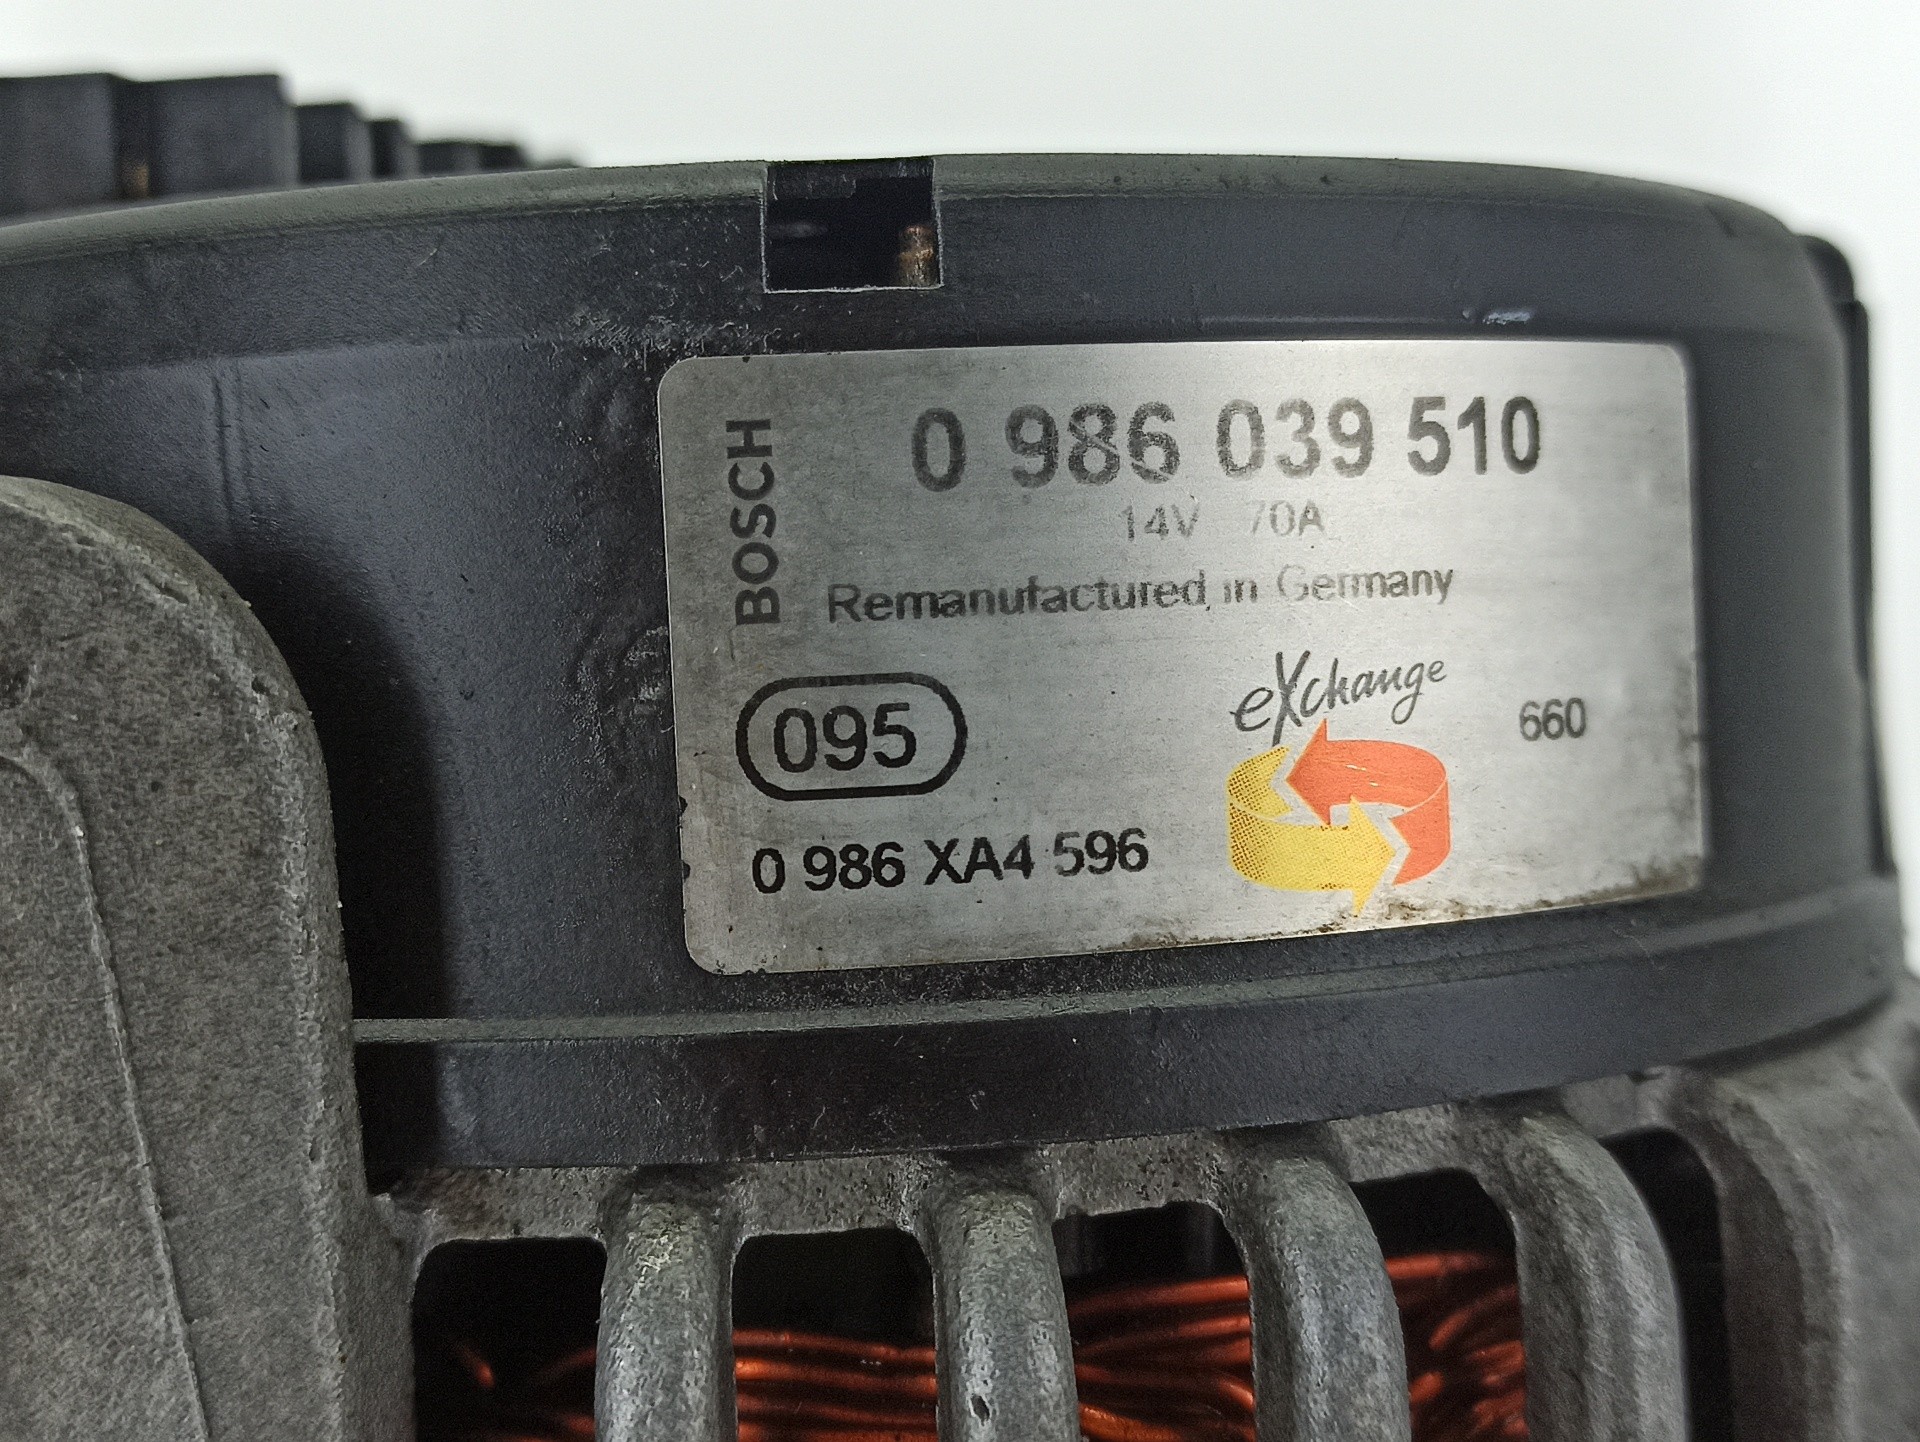 BOSCH
0 986 039 510
14V 70A
Remanufactured in Germany
eXchange
660
095
0 986 XA4 596